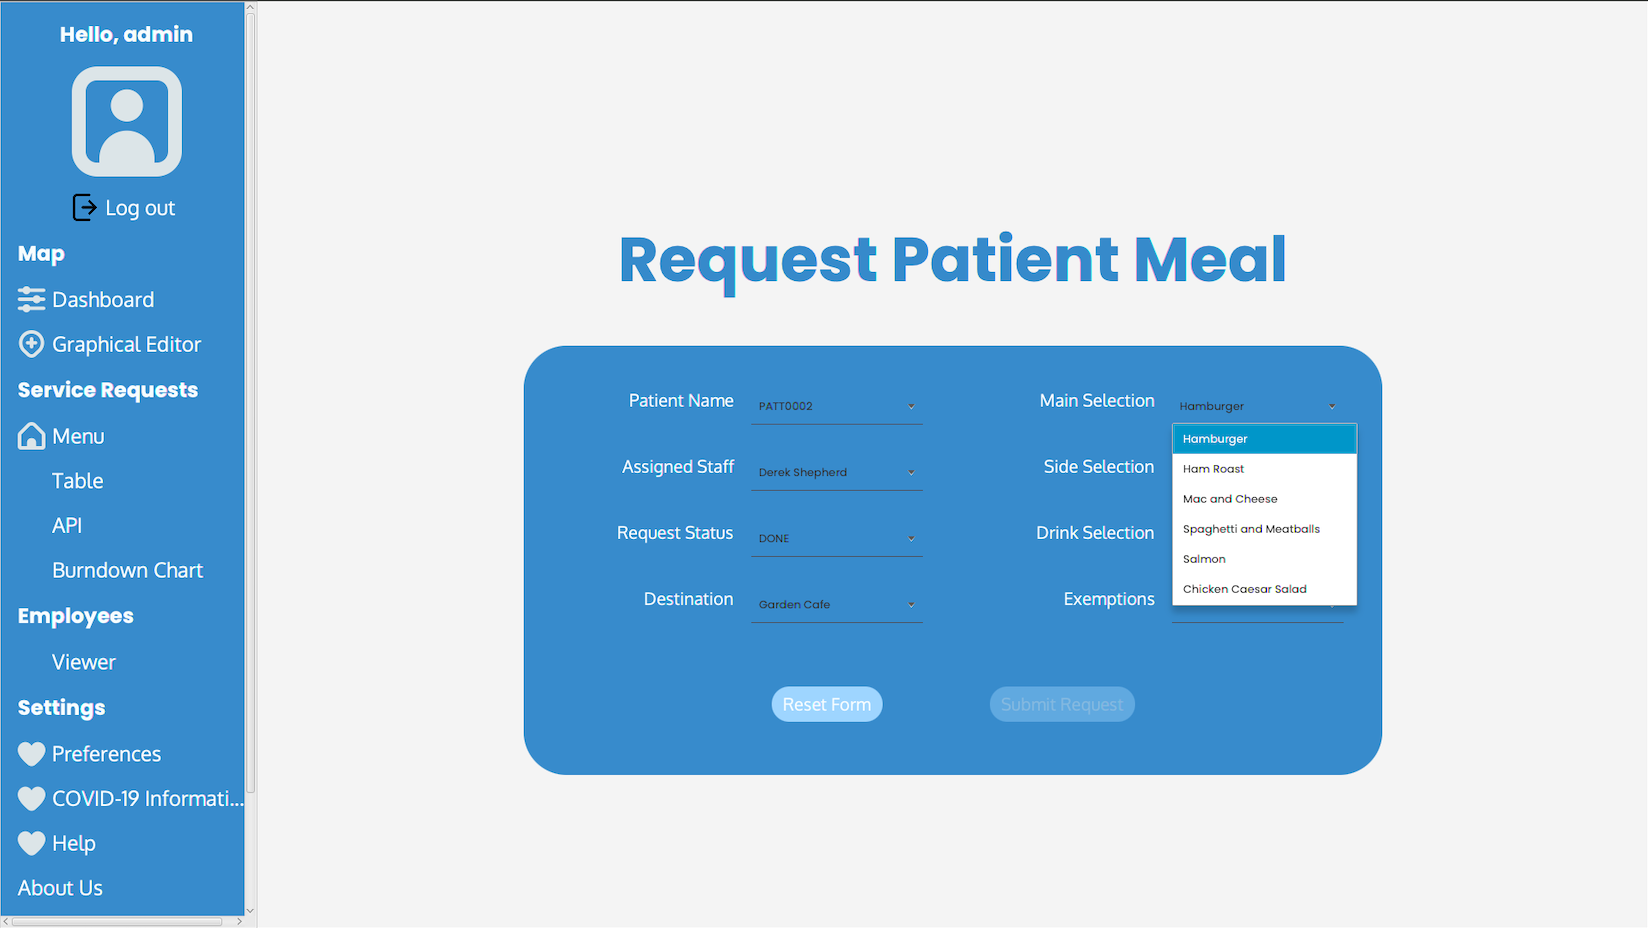 Hello, admin
Log out
Map
Dashboard
Graphical Editor
Service Requests
Menu
Table
API
Burndown Chart
Employees
Viewer
Settings
Preferences
COVID-19 Informati...
Help
About Us
Request Patient Meal
Patient Name PATT0002
Assigned Staff Derek Shepherd
Request Status DONE
Destination Garden Cafe
Main Selection Hamburger
Side Selection
Drink Selection
Exemptions
Hamburger
Ham Roast
Mac and Cheese
Spaghetti and Meatballs
Salmon
Chicken Caesar Salad
Reset Form
Submit Request